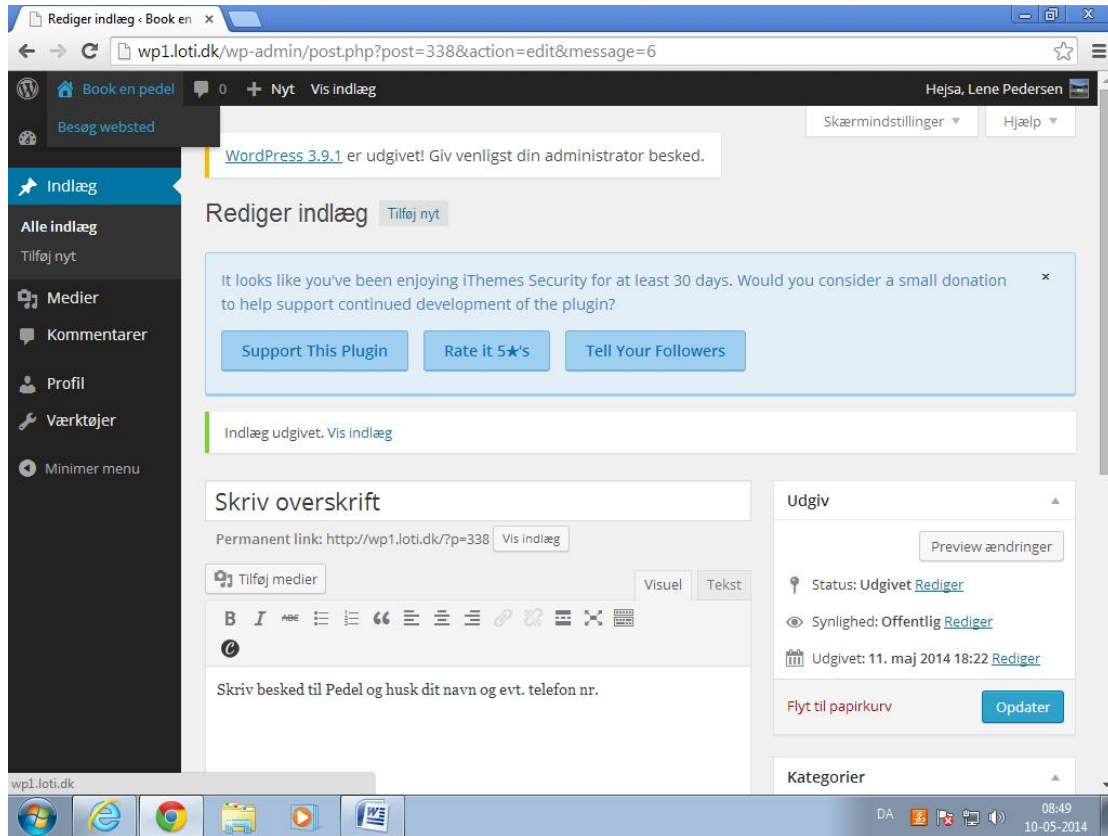 Rediger indlæg ‹ Book en
wp1.loti.dk/wp-admin/post.php?post=338&action=edit&message=6
Book en pedel 0 Nyt Vis indlæg Hejsa, Lene Pedersen
Besøg websted
Skærmindstillinger Hjælp
WordPress 3.9.1 er udgivet! Giv venligst din administrator besked.
Indlæg
Alle indlæg
Tilføj nyt
Medier
Kommentarer
Profil
Værktøjer
Minimer menu
Rediger indlæg Tilføj nyt
It looks like you've been enjoying iThemes Security for at least 30 days. Would you consider a small donation
to help support continued development of the plugin?
Support This Plugin Rate it 5★'s Tell Your Followers
Indlæg udgivet. Vis indlæg
Skriv overskrift
Permanent link: http://wp1.loti.dk/?p=338 Vis indlæg
Tilføj medier Visuel Tekst
B I ABC
Skriv besked til Pedel og husk dit navn og evt. telefon nr.
Udgiv
Preview ændringer
Status: Udgivet Rediger
Synlighed: Offentlig Rediger
Udgivet: 11. maj 2014 18:22 Rediger
Flyt til papirkurv Opdater
Kategorier
wp1.loti.dk
DA 08:49
10-05-2014